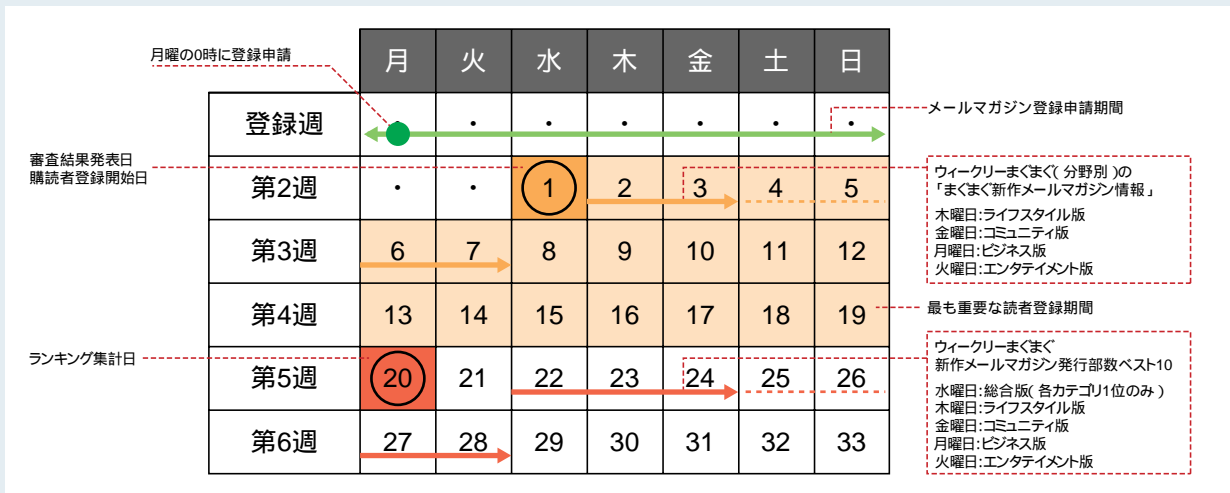 月曜の0時に登録申請
月 火 水 木 金 土 日
登録週 ・ ・ ・ ・ ・ ・ ・
メールマガジン登録申請期間
審査結果発表日
購読者登録開始日
第2週 ・ ・ 1 2 3 4 5
ウィークリーまぐまぐ(分野別)の
「まぐまぐ新作メールマガジン情報」
木曜日:ライフスタイル版
金曜日:コミュニティ版
月曜日:ビジネス版
火曜日:エンタテイメント版
第3週 6 7 8 9 10 11 12
第4週 13 14 15 16 17 18 19
最も重要な読者登録期間
ランキング集計日
第5週 20 21 22 23 24 25 26
ウィークリーまぐまぐ
新作メールマガジン発行部数ベスト10
水曜日:総合版(各カテゴリ1位のみ)
木曜日:ライフスタイル版
金曜日:コミュニティ版
月曜日:ビジネス版
火曜日:エンタテイメント版
第6週 27 28 29 30 31 32 33